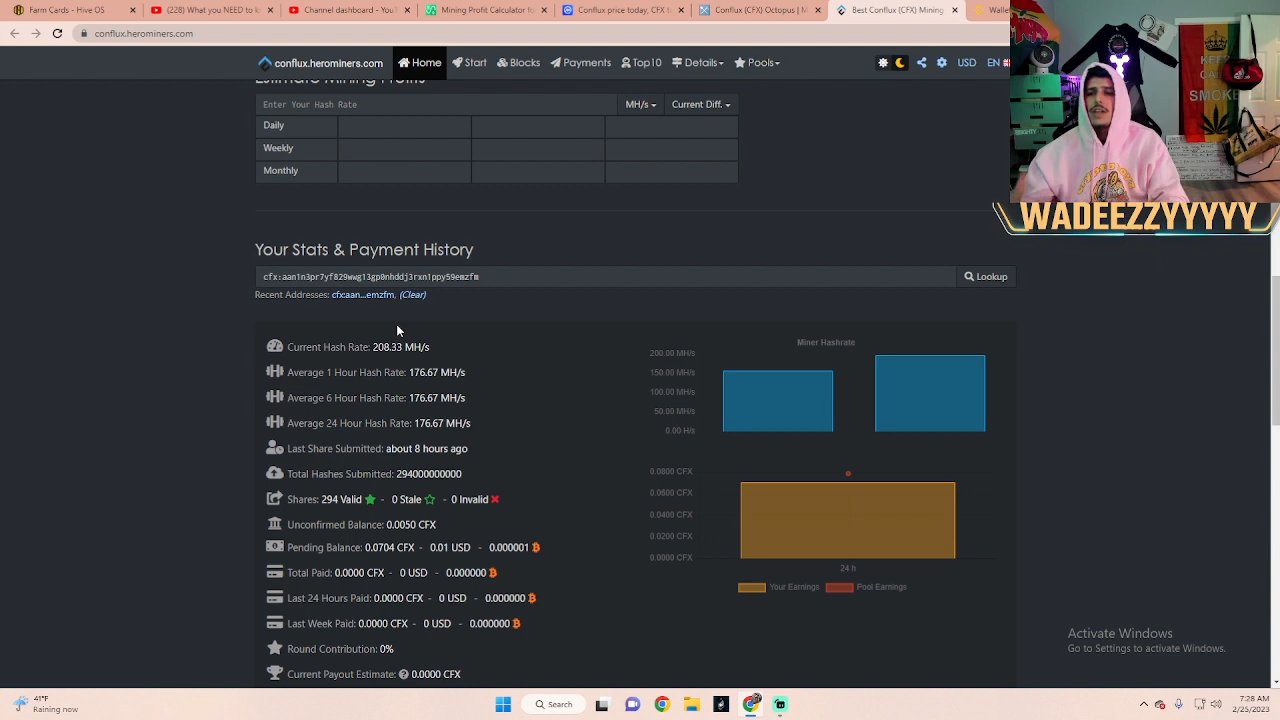 Farm Cards - Hive OS
(228) What you NEED to k
Dashboard - YouT
Mining Profit Calculator fo
Conflux price today, CFX t
Conflux (CFX) Octopus | M
Best Conflux (CFX) Mining
conflux.herominers.com
conflux.herominers.com Home Start Blocks Payments Top10 Details Pools USD EN
Enter Your Hash Rate MH/s Current Diff.
Daily
Weekly
Monthly
Your Stats & Payment History
cfx:aan1n3pr7yf829wwg13gp0nhddj3rxn1ppy59emzfm Lookup
Recent Addresses: cfx:aan...emzfm, (Clear)
Current Hash Rate: 208.33 MH/s
Average 1 Hour Hash Rate: 176.67 MH/s
Average 6 Hour Hash Rate: 176.67 MH/s
Average 24 Hour Hash Rate: 176.67 MH/s
Last Share Submitted: about 8 hours ago
Total Hashes Submitted: 294000000000
Shares: 294 Valid - 0 Stale - 0 Invalid
Unconfirmed Balance: 0.0050 CFX
Pending Balance: 0.0704 CFX - 0.01 USD - 0.000001
Total Paid: 0.0000 CFX - 0 USD - 0.000000
Last 24 Hours Paid: 0.0000 CFX - 0 USD - 0.000000
Last Week Paid: 0.0000 CFX - 0 USD - 0.000000
Round Contribution: 0%
Current Payout Estimate: 0.0000 CFX
Miner Hashrate
200.00 MH/s
150.00 MH/s
100.00 MH/s
50.00 MH/s
0.00 H/s
0.0800 CFX
0.0600 CFX
0.0400 CFX
0.0200 CFX
0.0000 CFX
24 h
Your Earnings Pool Earnings
WADEEZZYYYYY
Activate Windows
Go to Settings to activate Windows.
41°F
Raining now
Search
7:28 AM
2/25/2023